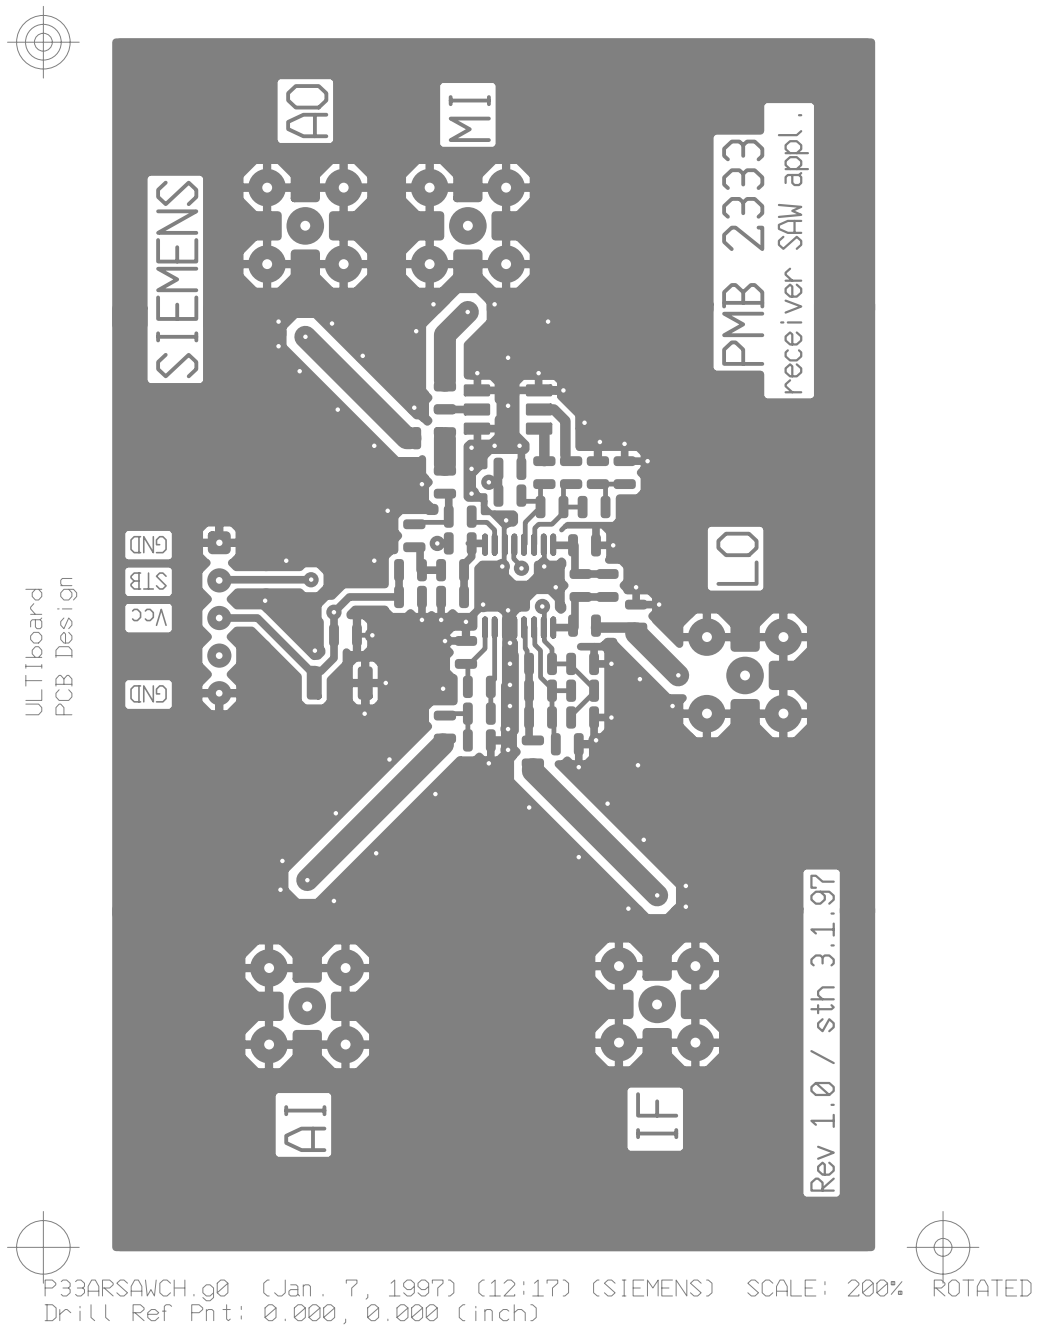 AO
MI
SIEMENS
PMB 2333
receiver SAW appl.
GND
STB
Vcc
GND
LO
ULTIboard
PCB Design
AI
IF
Rev 1.0 / sth 3.1.97
P33ARSAWCH.g0 (Jan. 7, 1997) (12:17) (SIEMENS) SCALE: 200% ROTATED
Drill Ref Pnt: 0.000, 0.000 (inch)